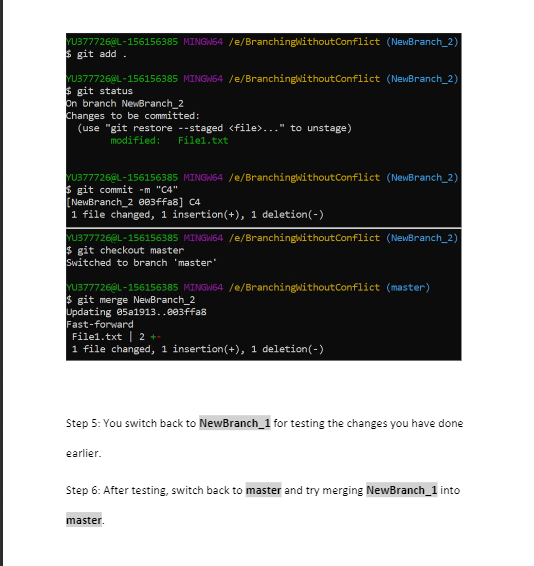 YU377726@L-156156385 MINGW64 /e/BranchingWithoutConflict (NewBranch_2)
$ git add .
YU377726@L-156156385 MINGW64 /e/BranchingWithoutConflict (NewBranch_2)
$ git status
On branch NewBranch_2
Changes to be committed:
(use "git restore --staged <file>..." to unstage)
modified: File1.txt
YU377726@L-156156385 MINGW64 /e/BranchingWithoutConflict (NewBranch_2)
$ git commit -m "C4"
[NewBranch_2 003ffa8] C4
1 file changed, 1 insertion(+), 1 deletion(-)
YU377726@L-156156385 MINGW64 /e/BranchingWithoutConflict (NewBranch_2)
$ git checkout master
Switched to branch 'master'
YU377726@L-156156385 MINGW64 /e/BranchingWithoutConflict (master)
$ git merge NewBranch_2
Updating 05a1913..003ffa8
Fast-forward
File1.txt | 2 +-
1 file changed, 1 insertion(+), 1 deletion(-)
Step 5: You switch back to NewBranch_1 for testing the changes you have done
earlier.
Step 6: After testing, switch back to master and try merging NewBranch_1 into
master.